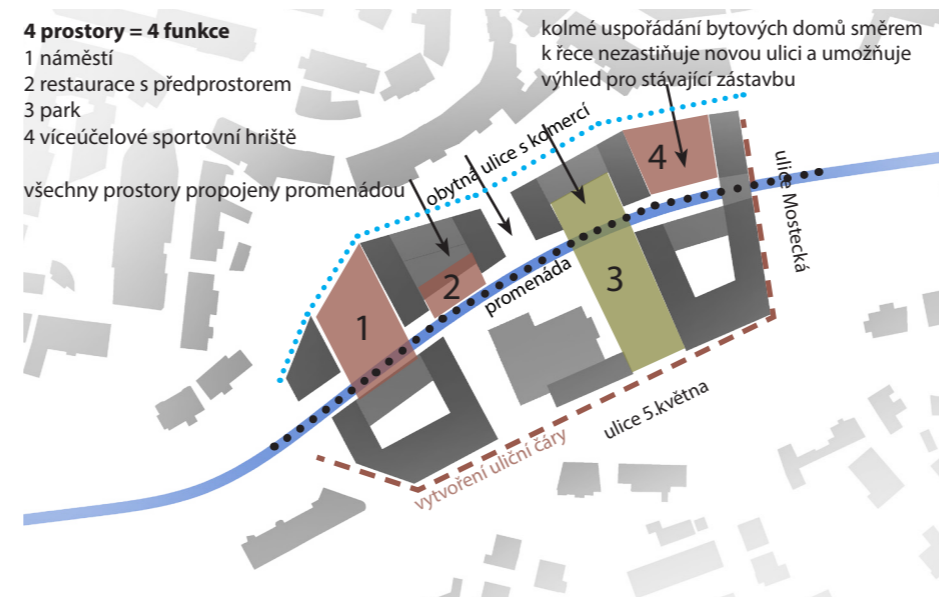 4 prostory = 4 funkce
1 náměstí
2 restaurace s předprostorem
3 park
4 víceúčelové sportovní hriště
všechny prostory propojeny promenádou
kolmé uspořádání bytových domů směrem
k řece nezastiňuje novou ulici a umožňuje
výhled pro stávající zástavbu
obytná ulice s komercí
4
ulice Mostecká
promenáda
3
2
1
ulice 5.května
vytvoření uliční čáry